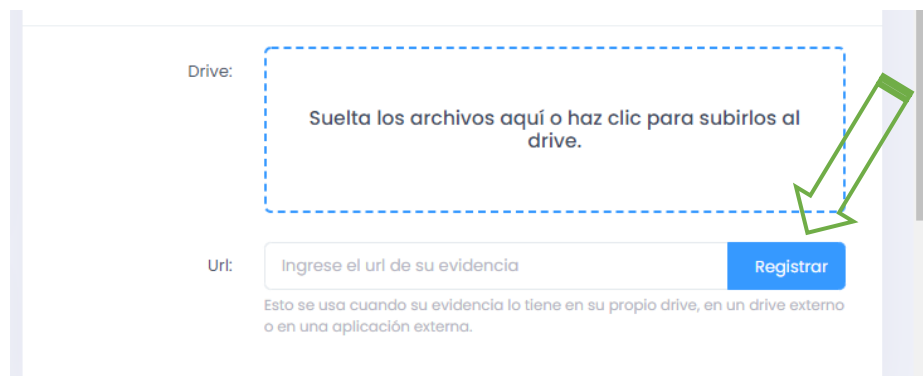 Drive:
Suelta los archivos aquí o haz clic para subirlos al
drive.
Url:
Ingrese el url de su evidencia
Registrar
Esto se usa cuando su evidencia lo tiene en su propio drive, en un drive externo
o en una aplicación externa.